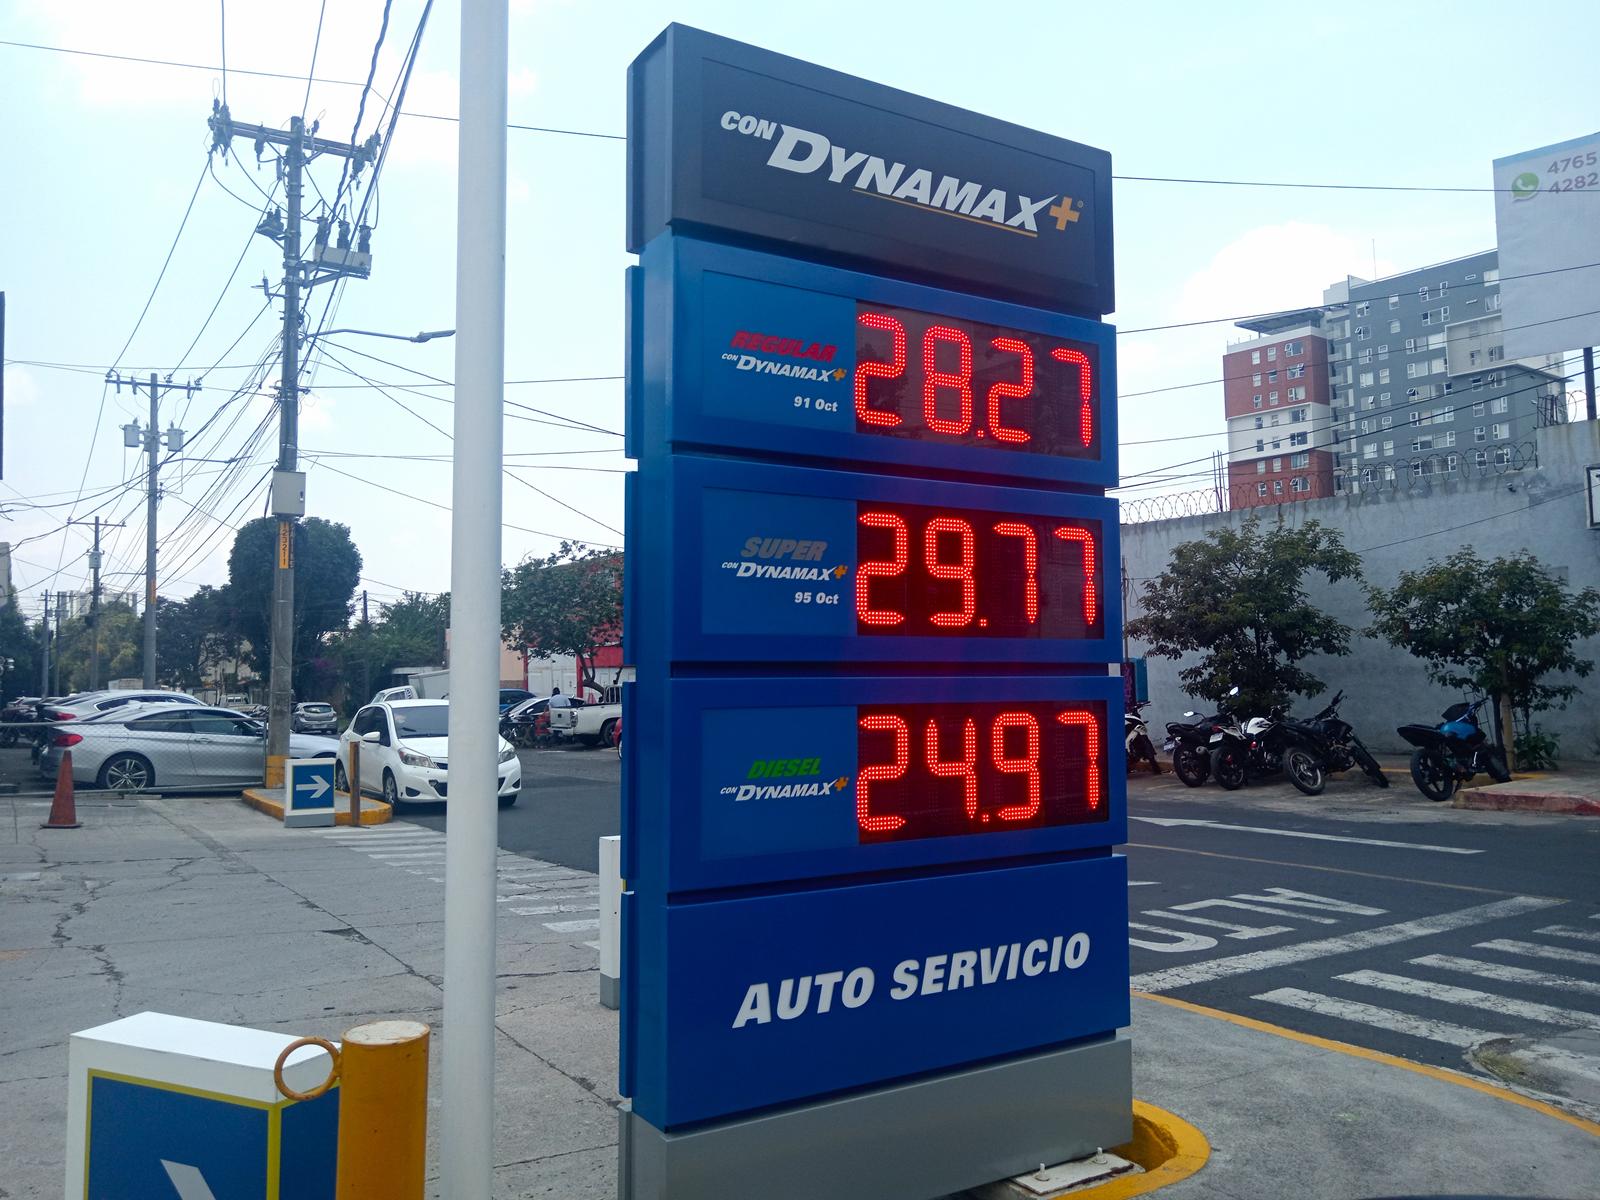 CON DYNAMAX+
REGULAR
CON DYNAMAX+
91 Oct
28.27
SUPER
CON DYNAMAX+
95 Oct
29.77
DIESEL
CON DYNAMAX+
24.97
AUTO SERVICIO
4765
4282
ALTO